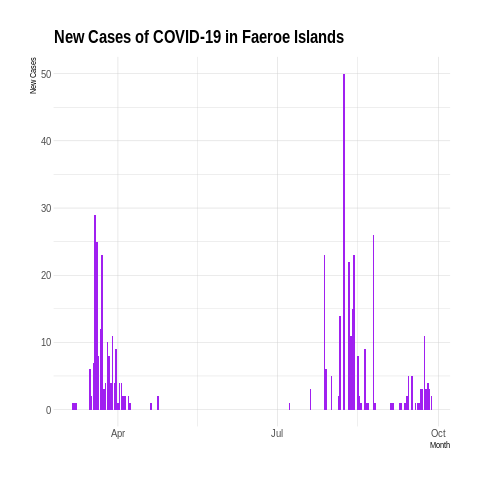 New Cases of COVID-19 in Faeroe Islands
New Cases
50
40
30
20
10
0
Apr
Jul
Oct
Month